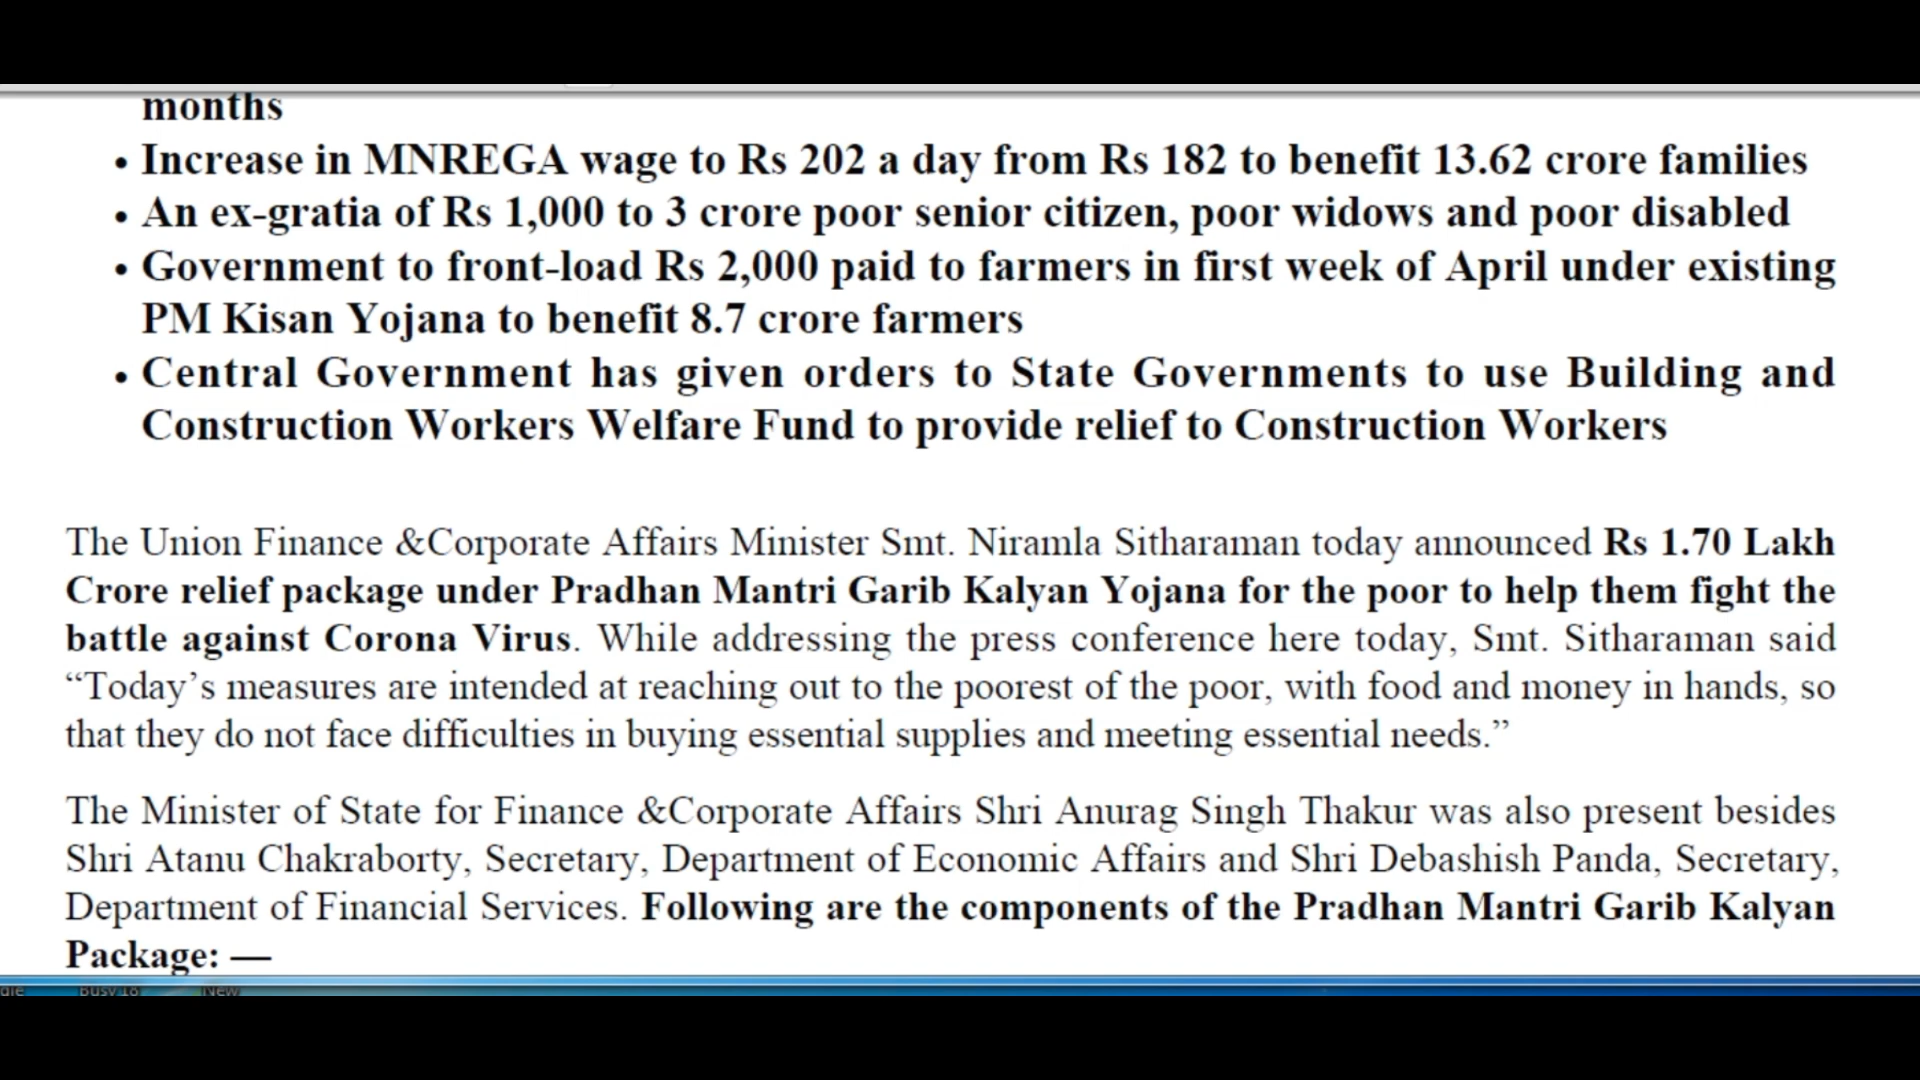 months
• Increase in MNREGA wage to Rs 202 a day from Rs 182 to benefit 13.62 crore families
• An ex-gratia of Rs 1,000 to 3 crore poor senior citizen, poor widows and poor disabled
• Government to front-load Rs 2,000 paid to farmers in first week of April under existing
PM Kisan Yojana to benefit 8.7 crore farmers
• Central Government has given orders to State Governments to use Building and
Construction Workers Welfare Fund to provide relief to Construction Workers
The Union Finance &Corporate Affairs Minister Smt. Niramla Sitharaman today announced Rs 1.70 Lakh
Crore relief package under Pradhan Mantri Garib Kalyan Yojana for the poor to help them fight the
battle against Corona Virus. While addressing the press conference here today, Smt. Sitharaman said
“Today’s measures are intended at reaching out to the poorest of the poor, with food and money in hands, so
that they do not face difficulties in buying essential supplies and meeting essential needs.”
The Minister of State for Finance &Corporate Affairs Shri Anurag Singh Thakur was also present besides
Shri Atanu Chakraborty, Secretary, Department of Economic Affairs and Shri Debashish Panda, Secretary,
Department of Financial Services. Following are the components of the Pradhan Mantri Garib Kalyan
Package: —
Busy 18 New